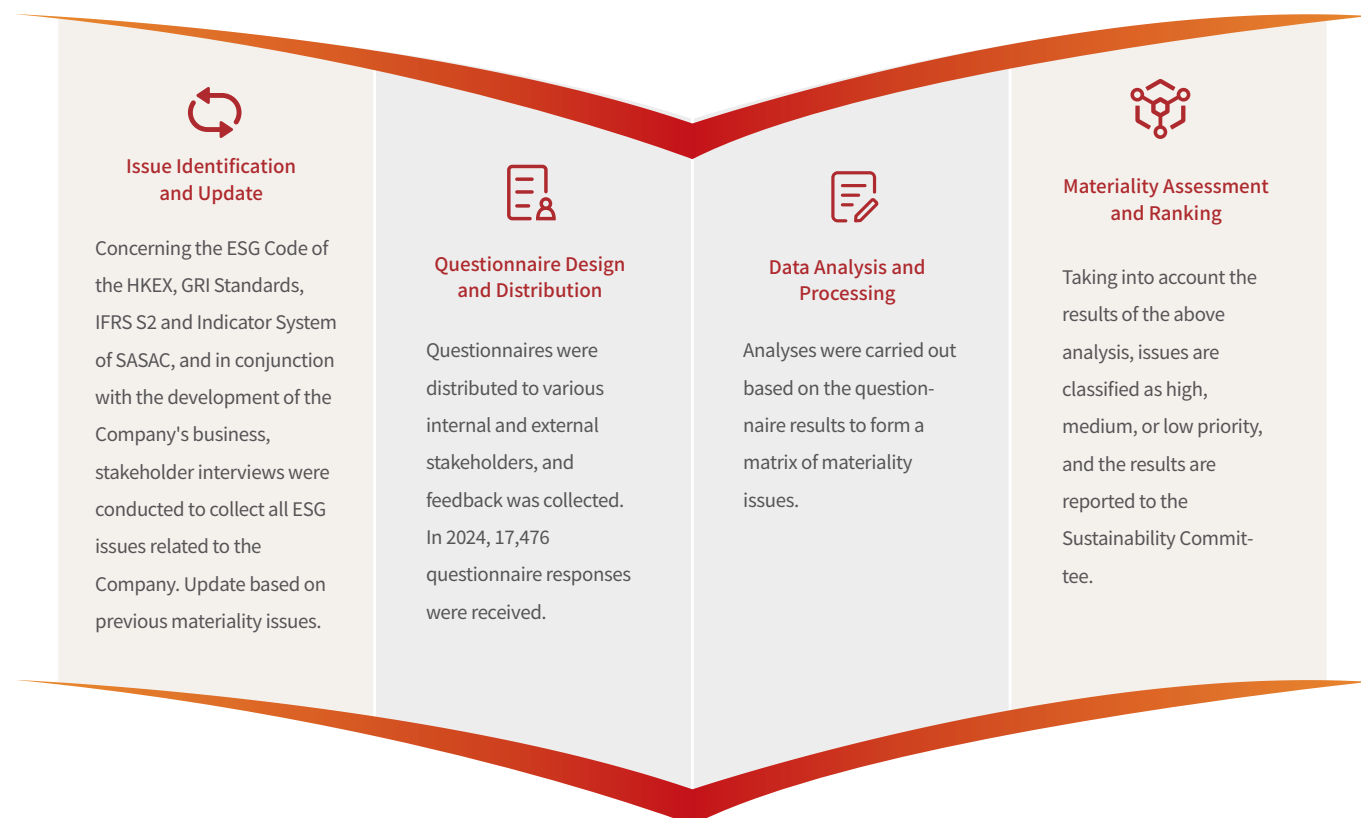 Issue Identification
and Update
Concerning the ESG Code of
the HKEX, GRI Standards,
IFRS S2 and Indicator System
of SASAC, and in conjunction
with the development of the
Company's business,
stakeholder interviews were
conducted to collect all ESG
issues related to the
Company. Update based on
previous materiality issues.
Questionnaire Design
and Distribution
Questionnaires were
distributed to various
internal and external
stakeholders, and
feedback was collected.
In 2024, 17,476
questionnaire responses
were received.
Data Analysis and
Processing
Analyses were carried out
based on the question-
naire results to form a
matrix of materiality
issues.
Materiality Assessment
and Ranking
Taking into account the
results of the above
analysis, issues are
classified as high,
medium, or low priority,
and the results are
reported to the
Sustainability Commit-
tee.